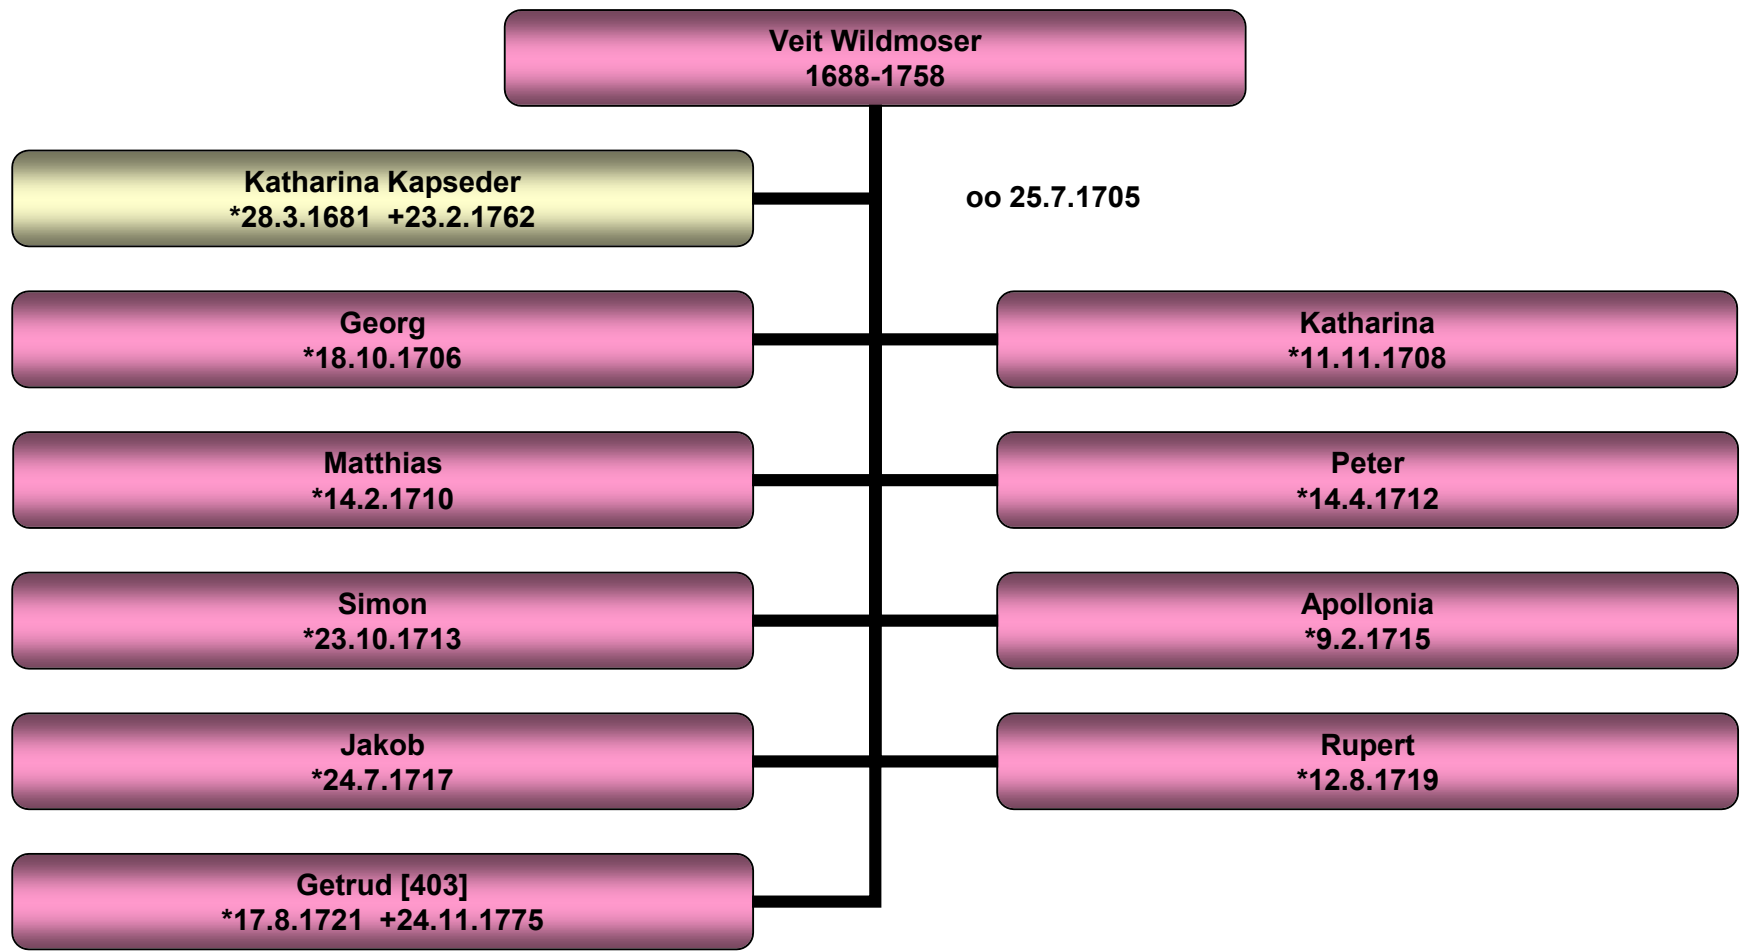 Veit Wildmoser
1688-1758
Katharina Kapseder
*28.3.1681 +23.2.1762
oo 25.7.1705
Georg
*18.10.1706
Katharina
*11.11.1708
Matthias
*14.2.1710
Peter
*14.4.1712
Simon
*23.10.1713
Apollonia
*9.2.1715
Jakob
*24.7.1717
Rupert
*12.8.1719
Getrud [403]
*17.8.1721 +24.11.1775